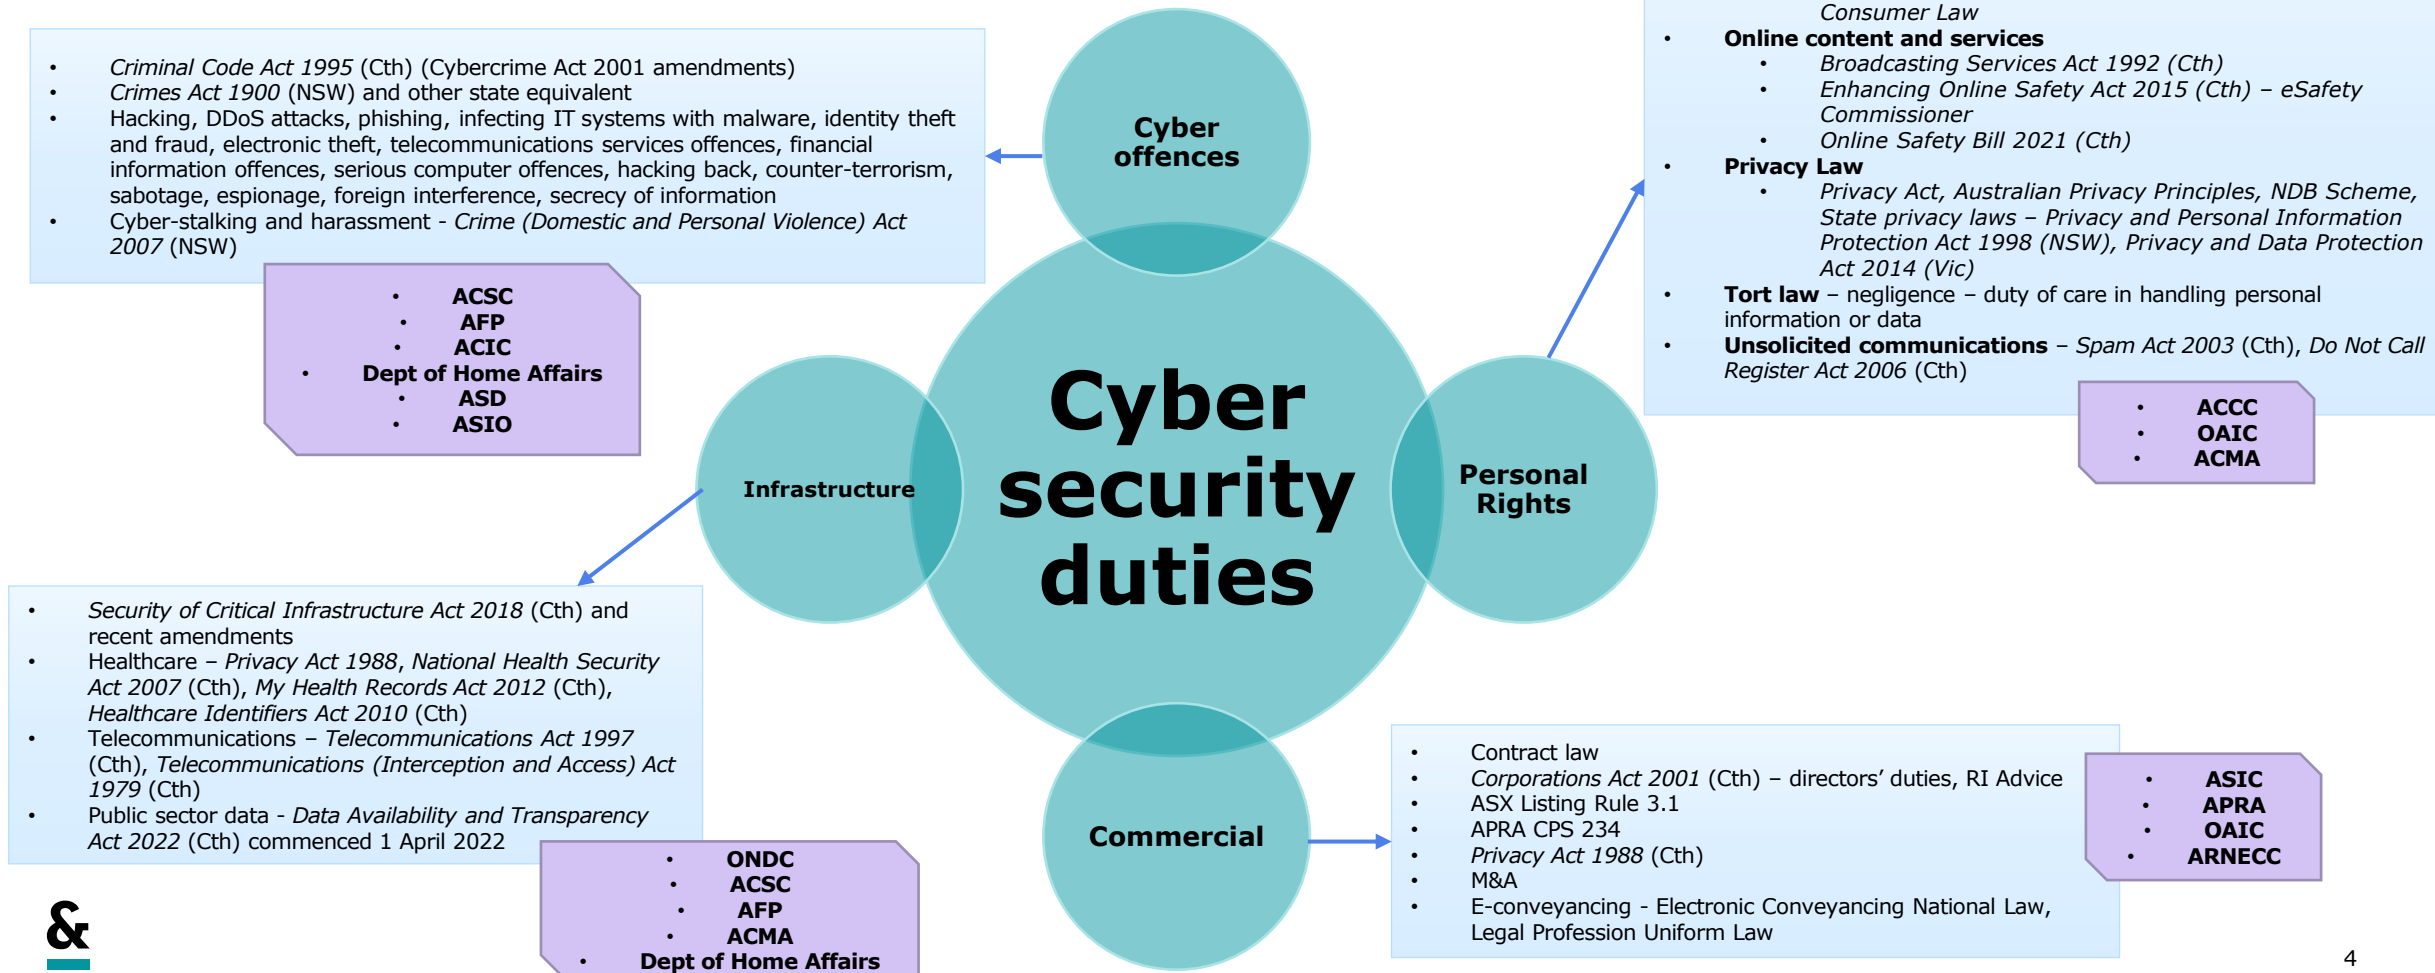 Cyber
offences
• Criminal Code Act 1995 (Cth) (Cybercrime Act 2001 amendments)
• Crimes Act 1900 (NSW) and other state equivalent
• Hacking, DDoS attacks, phishing, infecting IT systems with malware, identity theft
and fraud, electronic theft, telecommunications services offences, financial
information offences, serious computer offences, hacking back, counter-terrorism,
sabotage, espionage, foreign interference, secrecy of information
• Cyber-stalking and harassment - Crime (Domestic and Personal Violence) Act
2007 (NSW)
• ACSC
• AFP
• ACIC
• Dept of Home Affairs
• ASD
• ASIO
Consumer Law
• Online content and services
• Broadcasting Services Act 1992 (Cth)
• Enhancing Online Safety Act 2015 (Cth) – eSafety
Commissioner
• Online Safety Bill 2021 (Cth)
• Privacy Law
• Privacy Act, Australian Privacy Principles, NDB Scheme,
State privacy laws – Privacy and Personal Information
Protection Act 1998 (NSW), Privacy and Data Protection
Act 2014 (Vic)
• Tort law – negligence – duty of care in handling personal
information or data
• Unsolicited communications – Spam Act 2003 (Cth), Do Not Call
Register Act 2006 (Cth)
• ACCC
• OAIC
• ACMA
Infrastructure
Cyber
security
duties
Personal
Rights
• Security of Critical Infrastructure Act 2018 (Cth) and
recent amendments
• Healthcare – Privacy Act 1988, National Health Security
Act 2007 (Cth), My Health Records Act 2012 (Cth),
Healthcare Identifiers Act 2010 (Cth)
• Telecommunications – Telecommunications Act 1997
(Cth), Telecommunications (Interception and Access) Act
1979 (Cth)
• Public sector data - Data Availability and Transparency
Act 2022 (Cth) commenced 1 April 2022
• ONDC
• ACSC
• AFP
• ACMA
• Dept of Home Affairs
Commercial
• Contract law
• Corporations Act 2001 (Cth) – directors’ duties, RI Advice
• ASX Listing Rule 3.1
• APRA CPS 234
• Privacy Act 1988 (Cth)
• M&A
• E-conveyancing - Electronic Conveyancing National Law,
Legal Profession Uniform Law
• ASIC
• APRA
• OAIC
• ARNECC
&
4